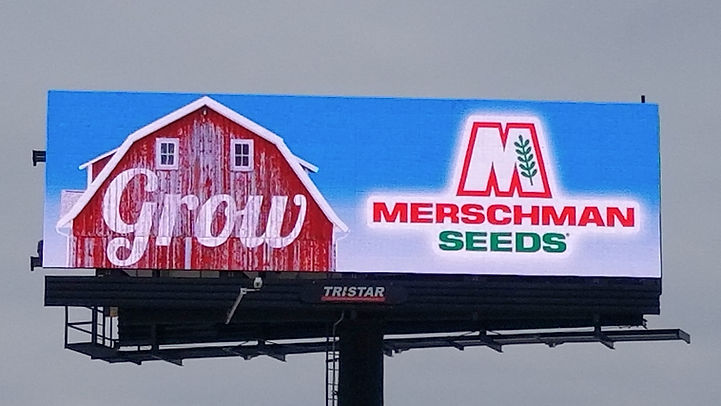 Grow
M
MERSCHMAN
SEEDS®
TRISTAR